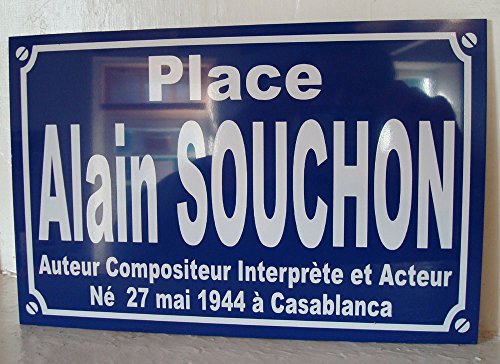 Place
Alain SOUCHON
Auteur Compositeur Interprète et Acteur
Né 27 mai 1944 à Casablanca